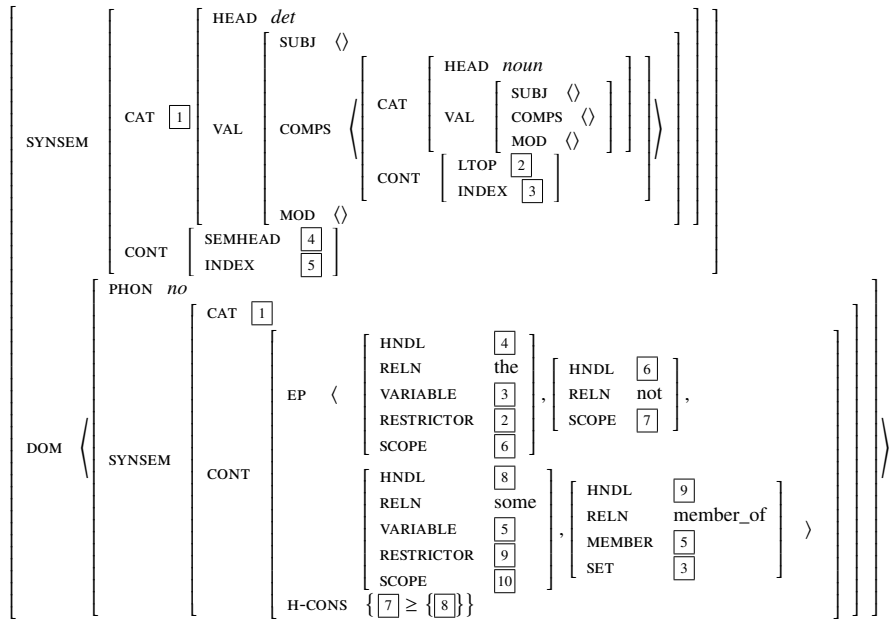 HEAD det
SUBJ ⟨⟩
HEAD noun
SUBJ ⟨⟩
CAT
VAL COMPS ⟨⟩
CAT 1
MOD ⟨⟩
SYNSEM VAL COMPS
CONT LTOP 2
INDEX 3
MOD ⟨⟩
CONT SEMHEAD 4
INDEX 5
PHON no
CAT 1
HNDL 4
RELN the
HNDL 6
EP ⟨ VARIABLE 3 , RELN not ,
RESTRICTOR 2
SCOPE 7
SCOPE 6
DOM SYNSEM CONT
HNDL 8
HNDL 9
RELN some
RELN member_of
VARIABLE 5 , ⟩
MEMBER 5
RESTRICTOR 9
SET 3
SCOPE 10
H-CONS {7 ≥ {8}}